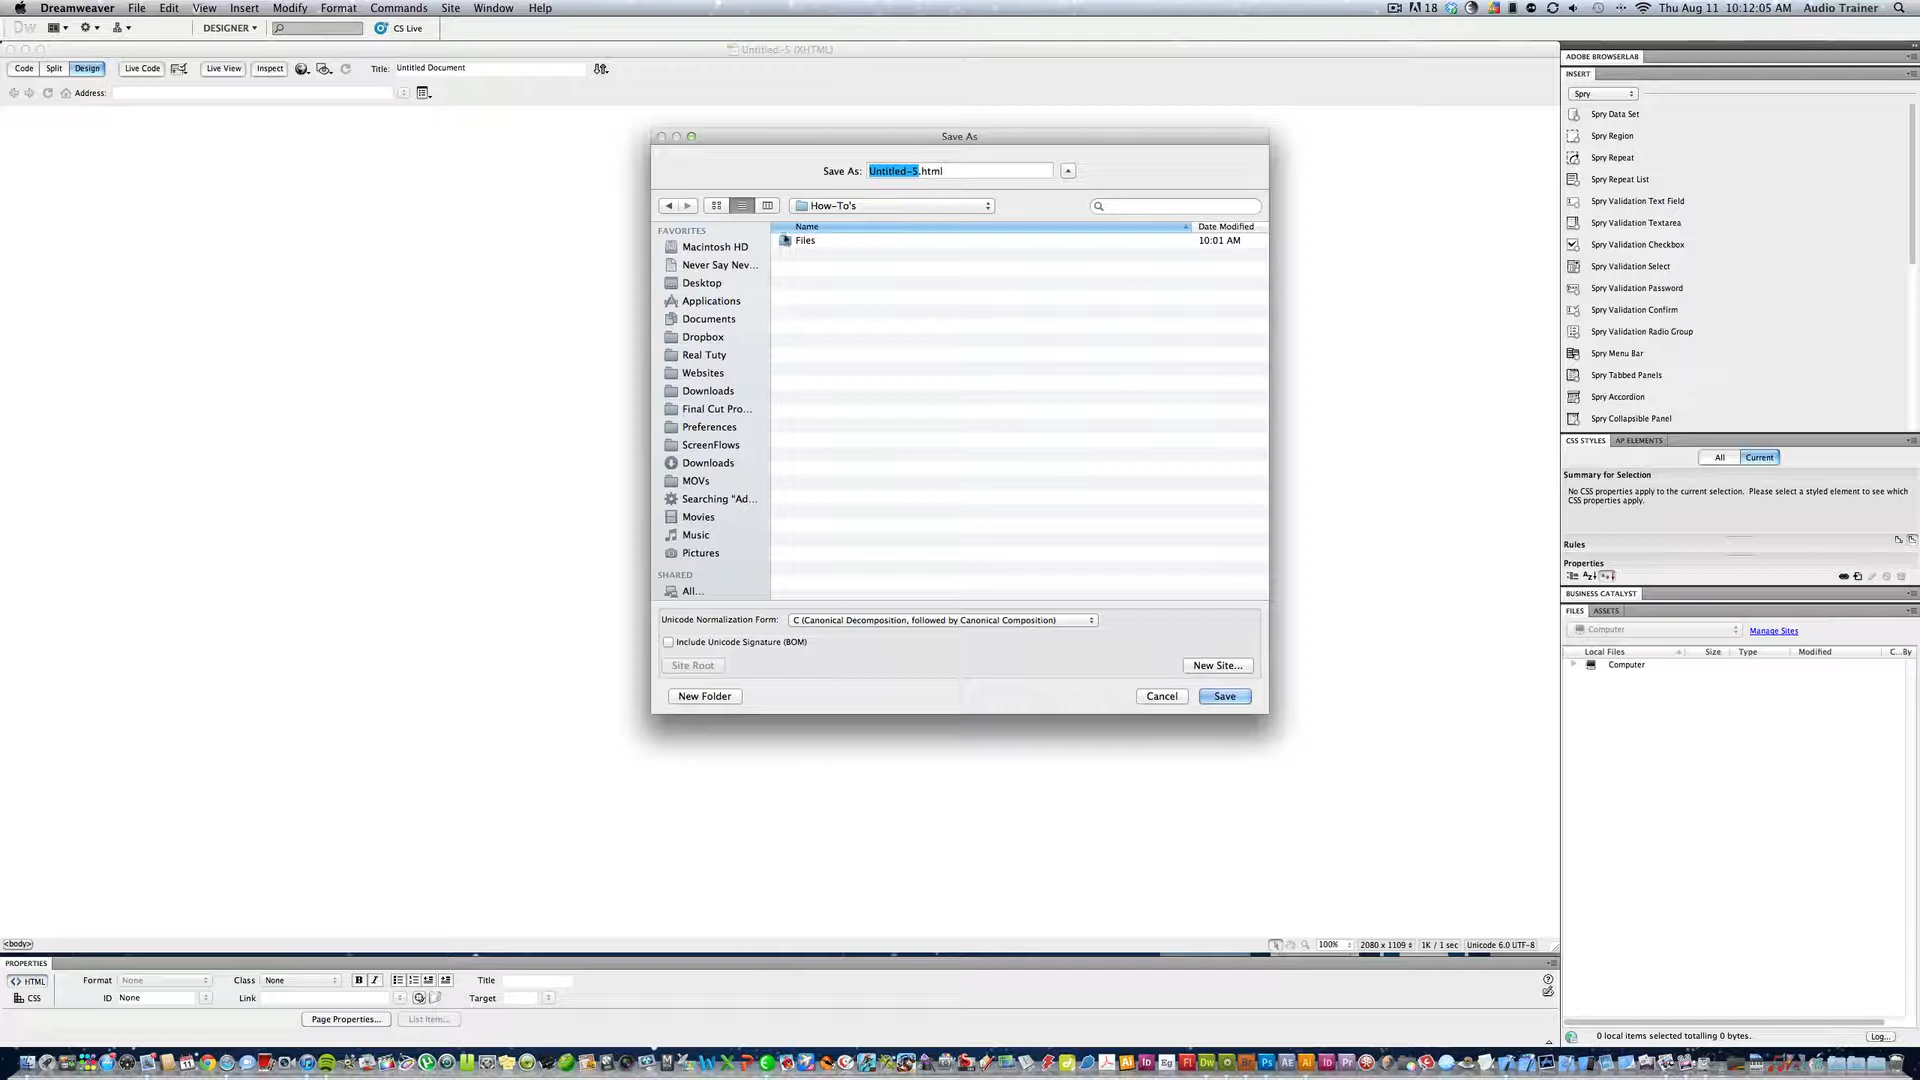 Dreamweaver File Edit View Insert Modify Format Commands Site Window Help
18 Thu Aug 11 10:12:05 AM Audio Trainer
Dw DESIGNER CS Live
Untitled-5 (XHTML)
Code Split Design Live Code Live View Inspect Title: Untitled Document
Address:
Save As
Save As: Untitled-5.html
How-To's
FAVORITES
Macintosh HD
Never Say Nev...
Desktop
Applications
Documents
Dropbox
Real Tuty
Websites
Downloads
Final Cut Pro...
Preferences
ScreenFlows
Downloads
MOVs
Searching "Ad...
Movies
Music
Pictures
SHARED
All...
Name Date Modified
Files 10:01 AM
Unicode Normalization Form: C (Canonical Decomposition, followed by Canonical Composition)
Include Unicode Signature (BOM)
Site Root New Site...
New Folder Cancel Save
ADOBE BROWSERLAB
INSERT
Spry
Spry Data Set
Spry Region
Spry Repeat
Spry Repeat List
Spry Validation Text Field
Spry Validation Textarea
Spry Validation Checkbox
Spry Validation Select
Spry Validation Password
Spry Validation Confirm
Spry Validation Radio Group
Spry Menu Bar
Spry Tabbed Panels
Spry Accordion
Spry Collapsible Panel
CSS STYLES AP ELEMENTS
All Current
Summary for Selection
No CSS properties apply to the current selection. Please select a styled element to see which
CSS properties apply.
Rules
Properties
BUSINESS CATALYST
FILES ASSETS
Computer Manage Sites
Local Files Size Type Modified C...By
Computer
0 local items selected totalling 0 bytes.
Log...
<body> 100% 2080 x 1109 1K / 1 sec Unicode 6.0 UTF-8
PROPERTIES
<> HTML Format None Class None B I Title
CSS ID None Link Target
Page Properties... List Item...